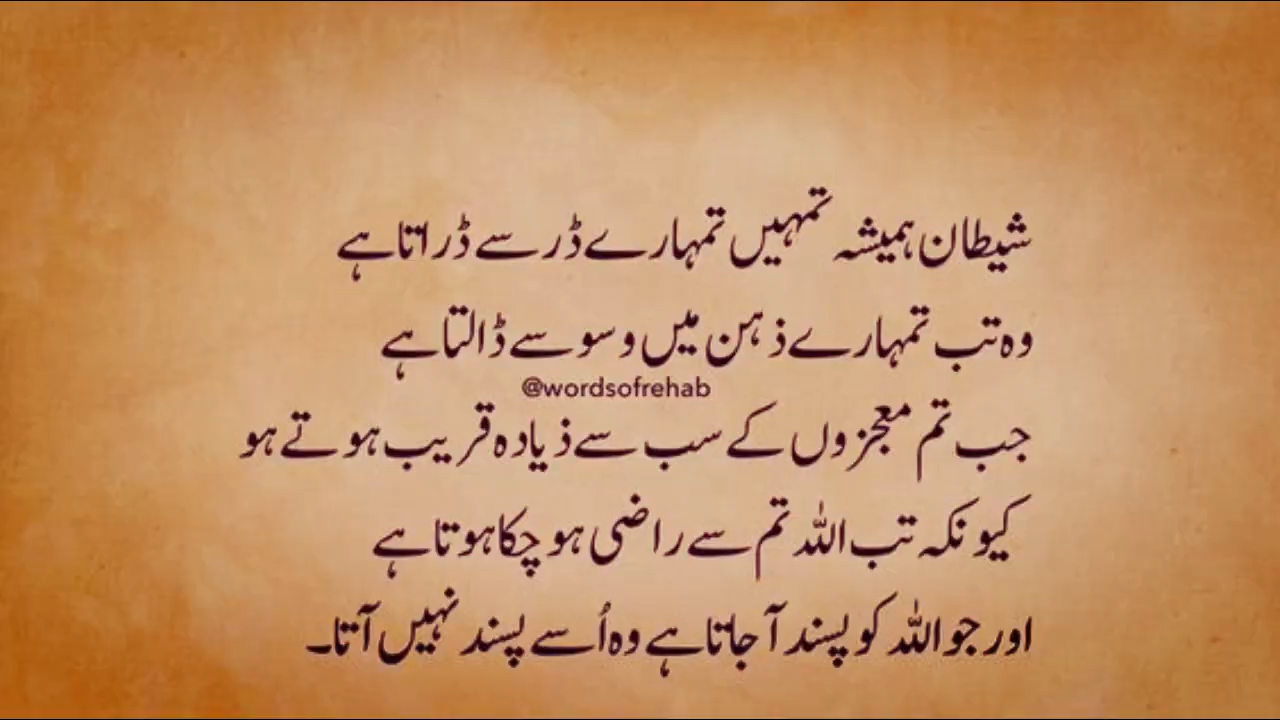 شیطان ہمیشہ تمہیں تمہارے ڈر سے ڈراتا ہے
وہ تب تمہارے ذہن میں وسوسے ڈالتا ہے
@wordsofrehab
جب تم معجزوں کے سب سے ذیادہ قریب ہوتے ہو
کیونکہ تب اللہ تم سے راضی ہو چکا ہوتا ہے
اور جو اللہ کو پسند آ جاتا ہے وہ اُسے پسند نہیں آتا۔